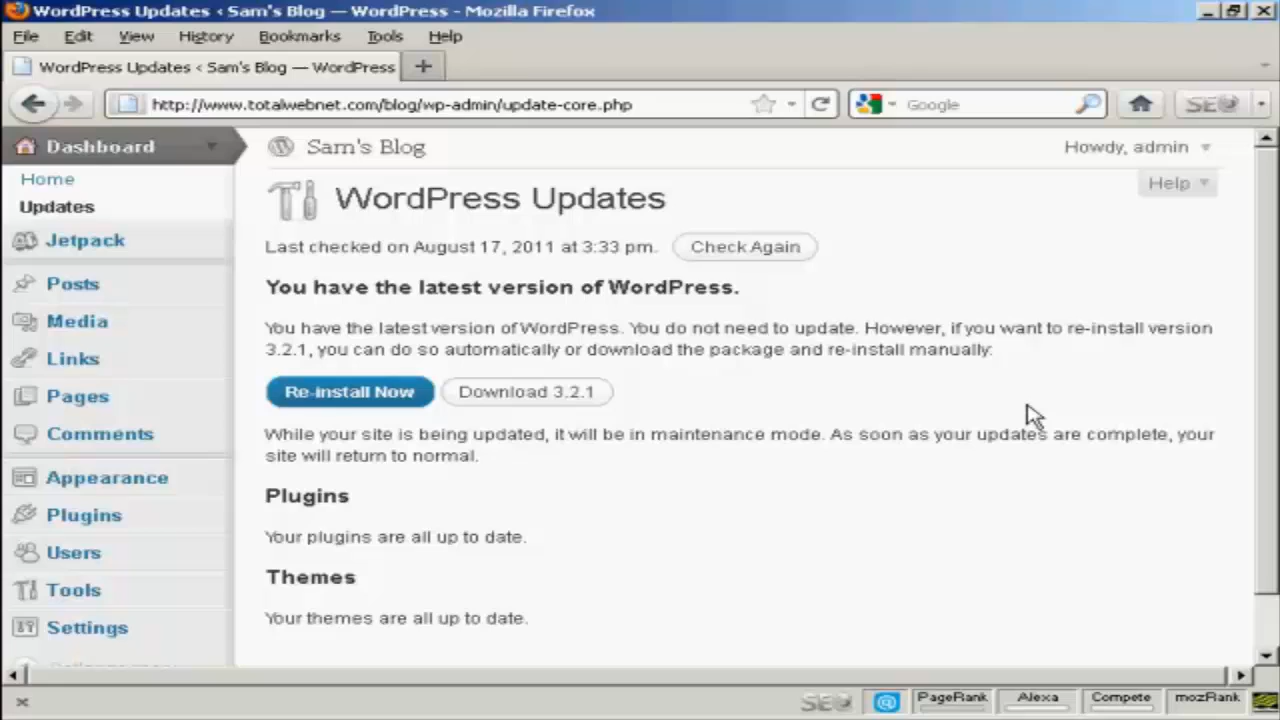 WordPress Updates ‹ Sam's Blog — WordPress - Mozilla Firefox
File Edit View History Bookmarks Tools Help
WordPress Updates ‹ Sam's Blog — WordPress
http://www.totalwebnet.com/blog/wp-admin/update-core.php Google SEO
Dashboard
Sam's Blog
Howdy, admin
Home
Help
WordPress Updates
Updates
Jetpack
Last checked on August 17, 2011 at 3:33 pm. Check Again
Posts
You have the latest version of WordPress.
Media
You have the latest version of WordPress. You do not need to update. However, if you want to re-install version
3.2.1, you can do so automatically or download the package and re-install manually:
Links
Pages
Re-install Now Download 3.2.1
Comments
While your site is being updated, it will be in maintenance mode. As soon as your updates are complete, your
site will return to normal.
Appearance
Plugins
Plugins
Your plugins are all up to date.
Users
Themes
Tools
Your themes are all up to date.
Settings
SEO PageRank Alexa Compete mozRank